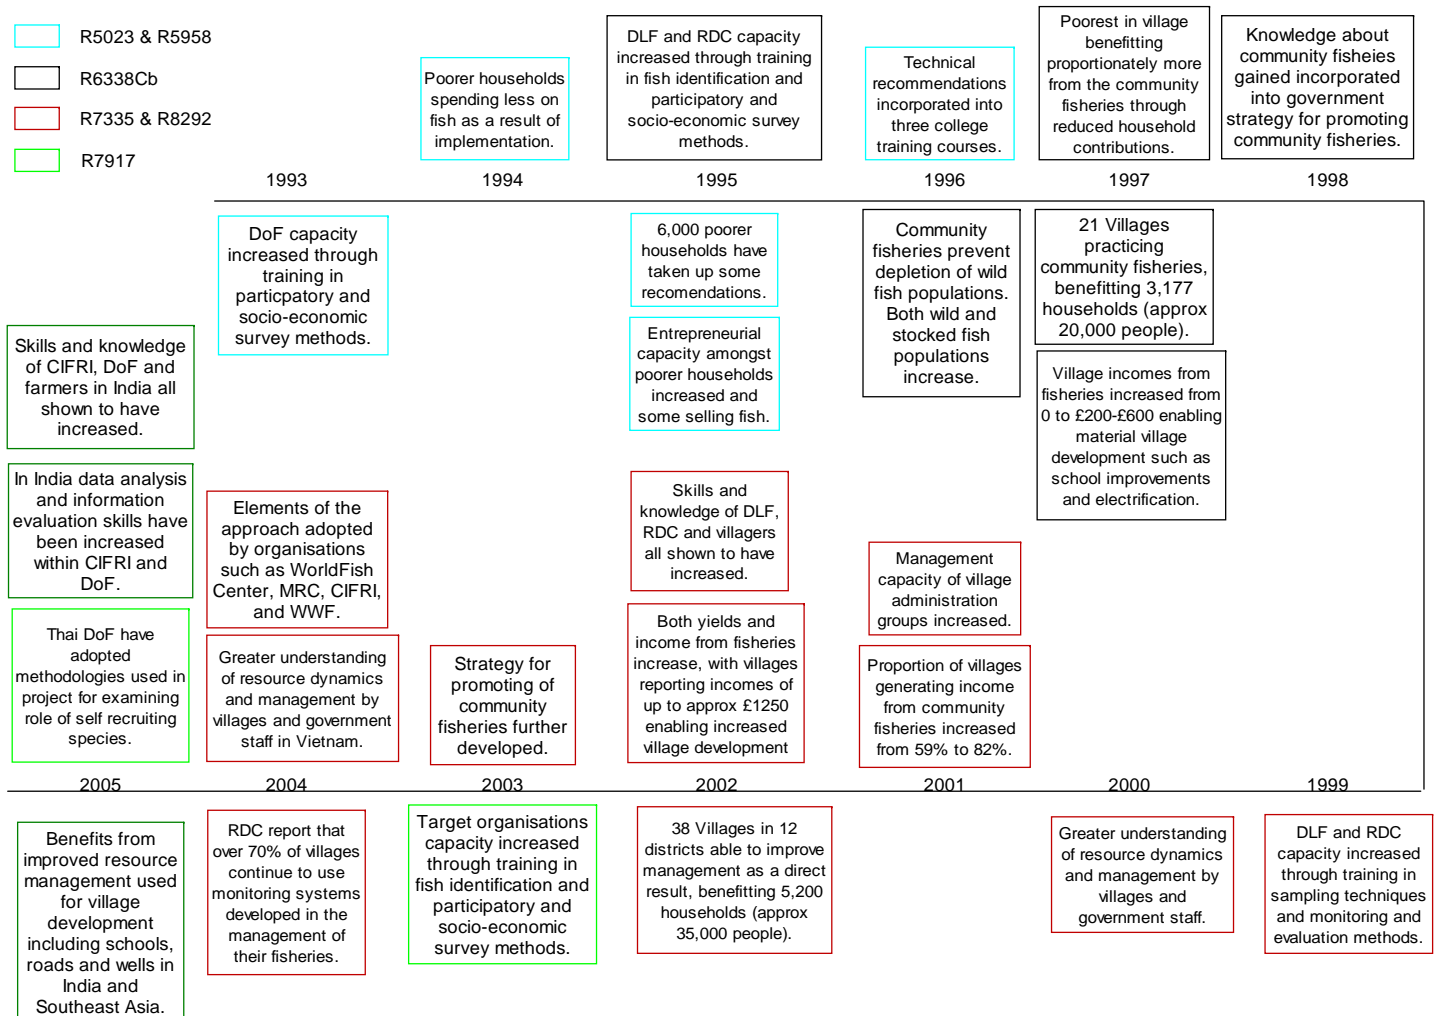 R5023 & R5958
R6338Cb
R7335 & R8292
R7917
Poorer households
spending less on
fish as a result of
implementation.
DLF and RDC capacity
increased through training
in fish identification and
participatory and
socio-economic survey
methods.
Technical
recommendations
incorporated into
three college
training courses.
Poorest in village
benefitting
proportionately more
from the community
fisheries through
reduced household
contributions.
Knowledge about
community fisheies
gained incorporated
into government
strategy for promoting
community fisheries.
1993
1994
1995
1996
1997
1998
DoF capacity
increased through
training in
particpatory and
socio-economic
survey methods.
6,000 poorer
households have
taken up some
recomendations.
Entrepreneurial
capacity amongst
poorer households
increased and
some selling fish.
Community
fisheries prevent
depletion of wild
fish populations.
Both wild and
stocked fish
populations
increase.
21 Villages
practicing
community fisheries,
benefitting 3,177
households (approx
20,000 people).
Village incomes from
fisheries increased from
0 to £200-£600 enabling
material village
development such as
school improvements
and electrification.
Skills and knowledge
of CIFRI, DoF and
farmers in India all
shown to have
increased.
In India data analysis
and information
evaluation skills have
been increased
within CIFRI and
DoF.
Thai DoF have
adopted
methodologies used in
project for examining
role of self recruiting
species.
Elements of the
approach adopted
by organisations
such as WorldFish
Center, MRC, CIFRI,
and WWF.
Greater understanding
of resource dynamics
and management by
villages and government
staff in Vietnam.
Strategy for
promoting of
community
fisheries further
developed.
Skills and
knowledge of DLF,
RDC and villagers
all shown to have
increased.
Both yields and
income from fisheries
increase, with villages
reporting incomes of
up to approx £1250
enabling increased
village development
Management
capacity of village
administration
groups increased.
Proportion of villages
generating income
from community
fisheries increased
from 59% to 82%.
2005
2004
2003
2002
2001
2000
1999
Benefits from
improved resource
management used
for village
development
including schools,
roads and wells in
India and
Southeast Asia.
RDC report that
over 70% of villages
continue to use
monitoring systems
developed in the
management of
their fisheries.
Target organisations
capacity increased
through training in
fish identification and
participatory and
socio-economic
survey methods.
38 Villages in 12
districts able to improve
management as a direct
result, benefitting 5,200
households (approx
35,000 people).
Greater understanding
of resource dynamics
and management by
villages and
government staff.
DLF and RDC
capacity increased
through training in
sampling techniques
and monitoring and
evaluation methods.